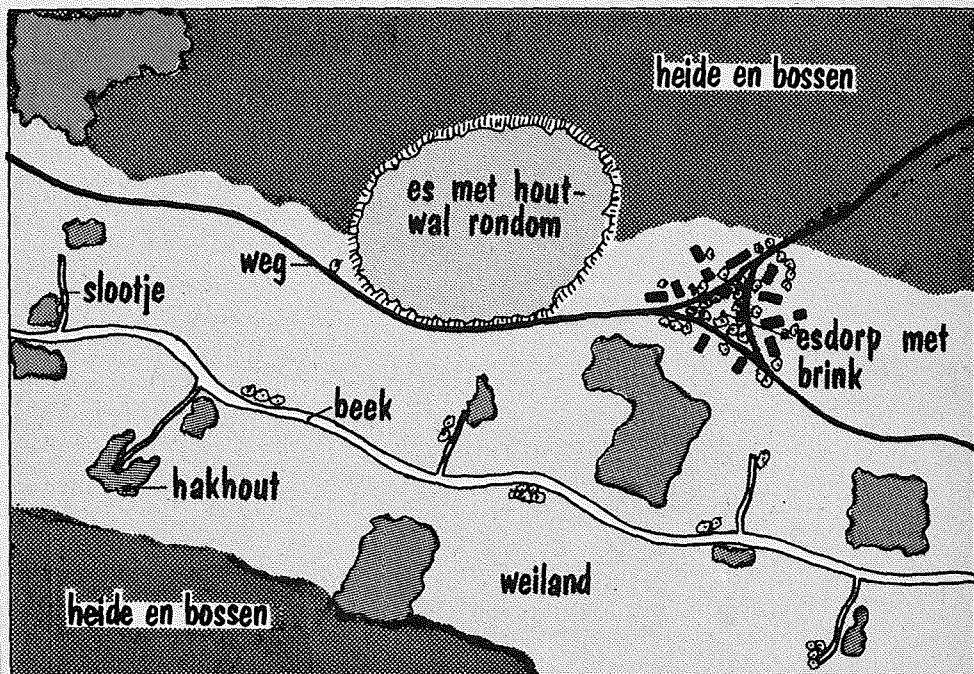 heide en bossen
es met hout-
wal rondom
weg
slootje
esdorp met
brink
beek
hakhout
weiland
heide en bossen